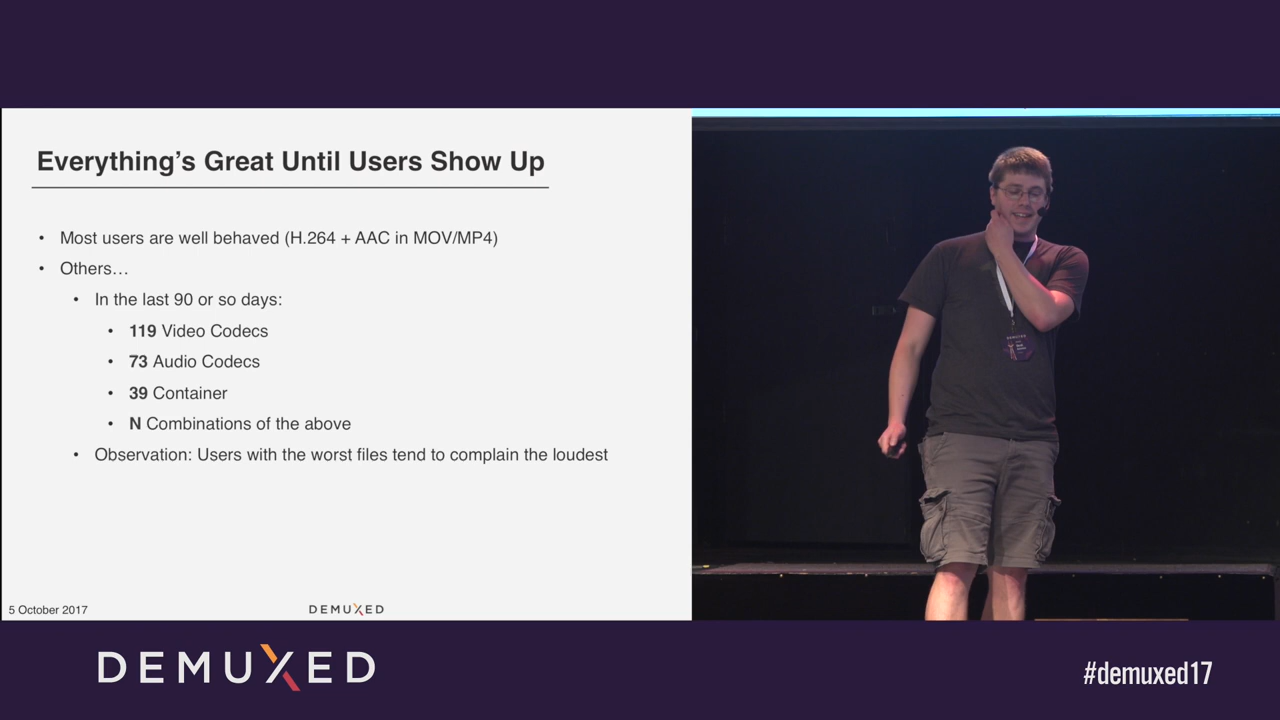 Everything's Great Until Users Show Up
• Most users are well behaved (H.264 + AAC in MOV/MP4)
• Others…
• In the last 90 or so days:
• 119 Video Codecs
• 73 Audio Codecs
• 39 Container
• N Combinations of the above
• Observation: Users with the worst files tend to complain the loudest
5 October 2017
DEMUXED
DEMUXED
#demuxed17